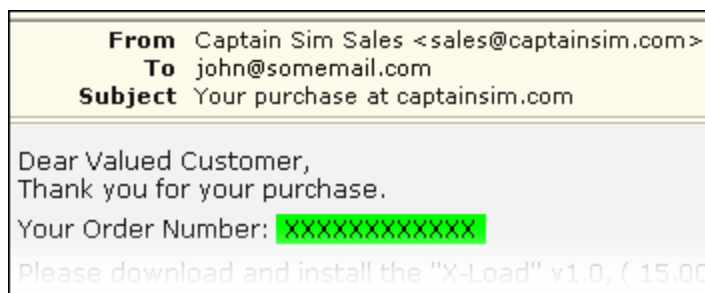 From Captain Sim Sales <sales@captainsim.com>
To john@somemail.com
Subject Your purchase at captainsim.com
Dear Valued Customer,
Thank you for your purchase.
Your Order Number: XXXXXXXXXXXX
Please download and install the "X-Load" v1.0, ( 15.00